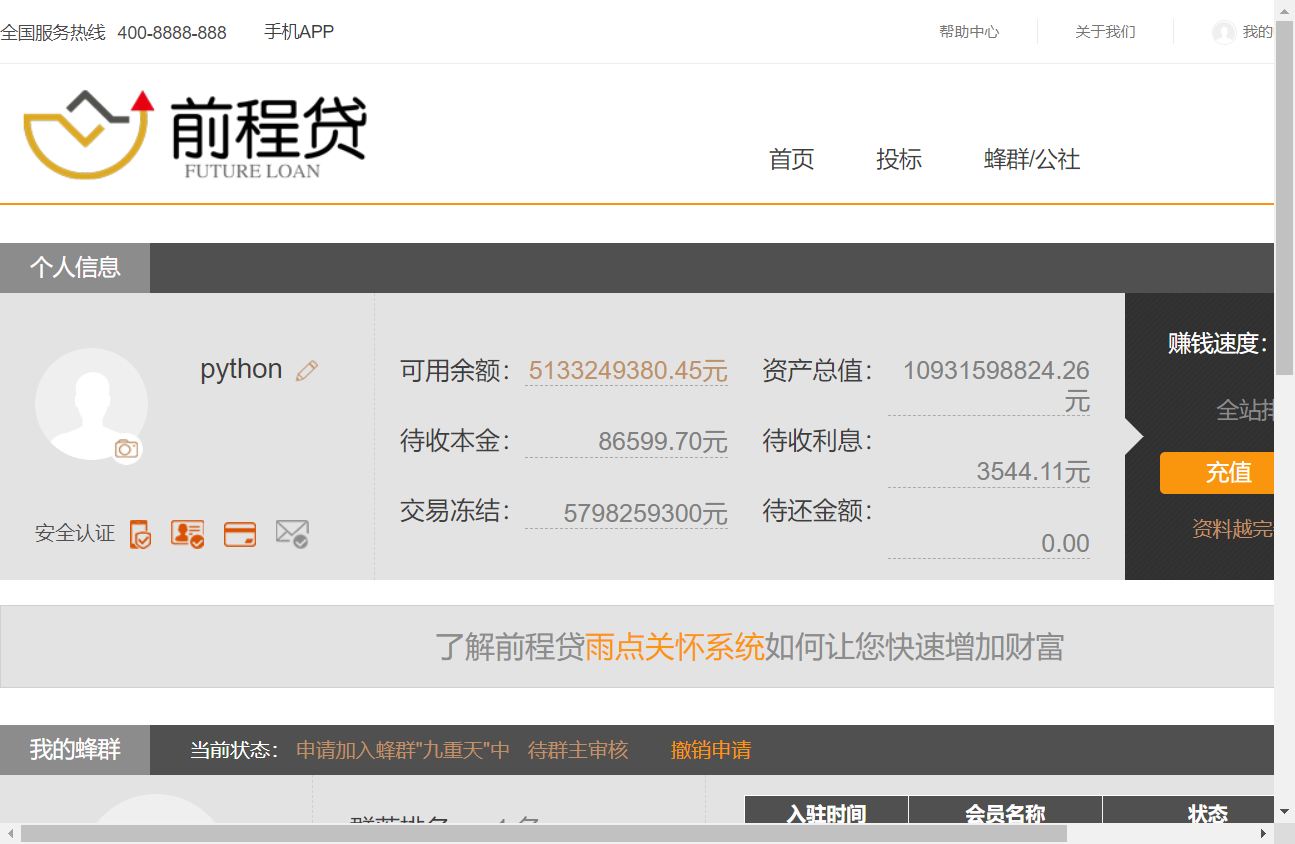 全国服务热线 400-8888-888 手机APP 帮助中心 关于我们 我的
前程贷
FUTURE LOAN
首页 投标 蜂群/公社
个人信息
python
可用余额： 5133249380.45元
资产总值： 10931598824.26元
待收本金： 86599.70元
待收利息： 3544.11元
交易冻结： 5798259300元
待还金额： 0.00
安全认证
赚钱速度：
全站排
充值
资料越完
了解前程贷雨点关怀系统如何让您快速增加财富
我的蜂群 当前状态： 申请加入蜂群"九重天"中 待群主审核 撤销申请
入驻时间 会员名称 状态